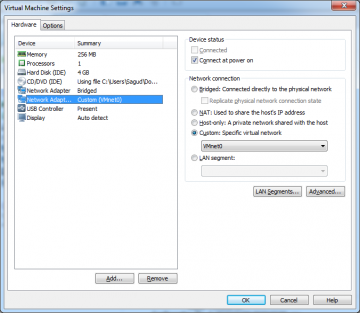 Virtual Machine Settings
Hardware Options
Device Summary
Memory 256 MB
Processors 1
Hard Disk (IDE) 4 GB
CD/DVD (IDE) Using file C:\Users\Sagud\Do...
Network Adapter Bridged
Network Adapt... Custom (VMnet0)
USB Controller Present
Display Auto detect
Add... Remove
Device status
Connected
Connect at power on
Network connection
Bridged: Connected directly to the physical network
Replicate physical network connection state
NAT: Used to share the host's IP address
Host-only: A private network shared with the host
Custom: Specific virtual network
VMnet0
LAN segment:
LAN Segments... Advanced...
OK Cancel Help